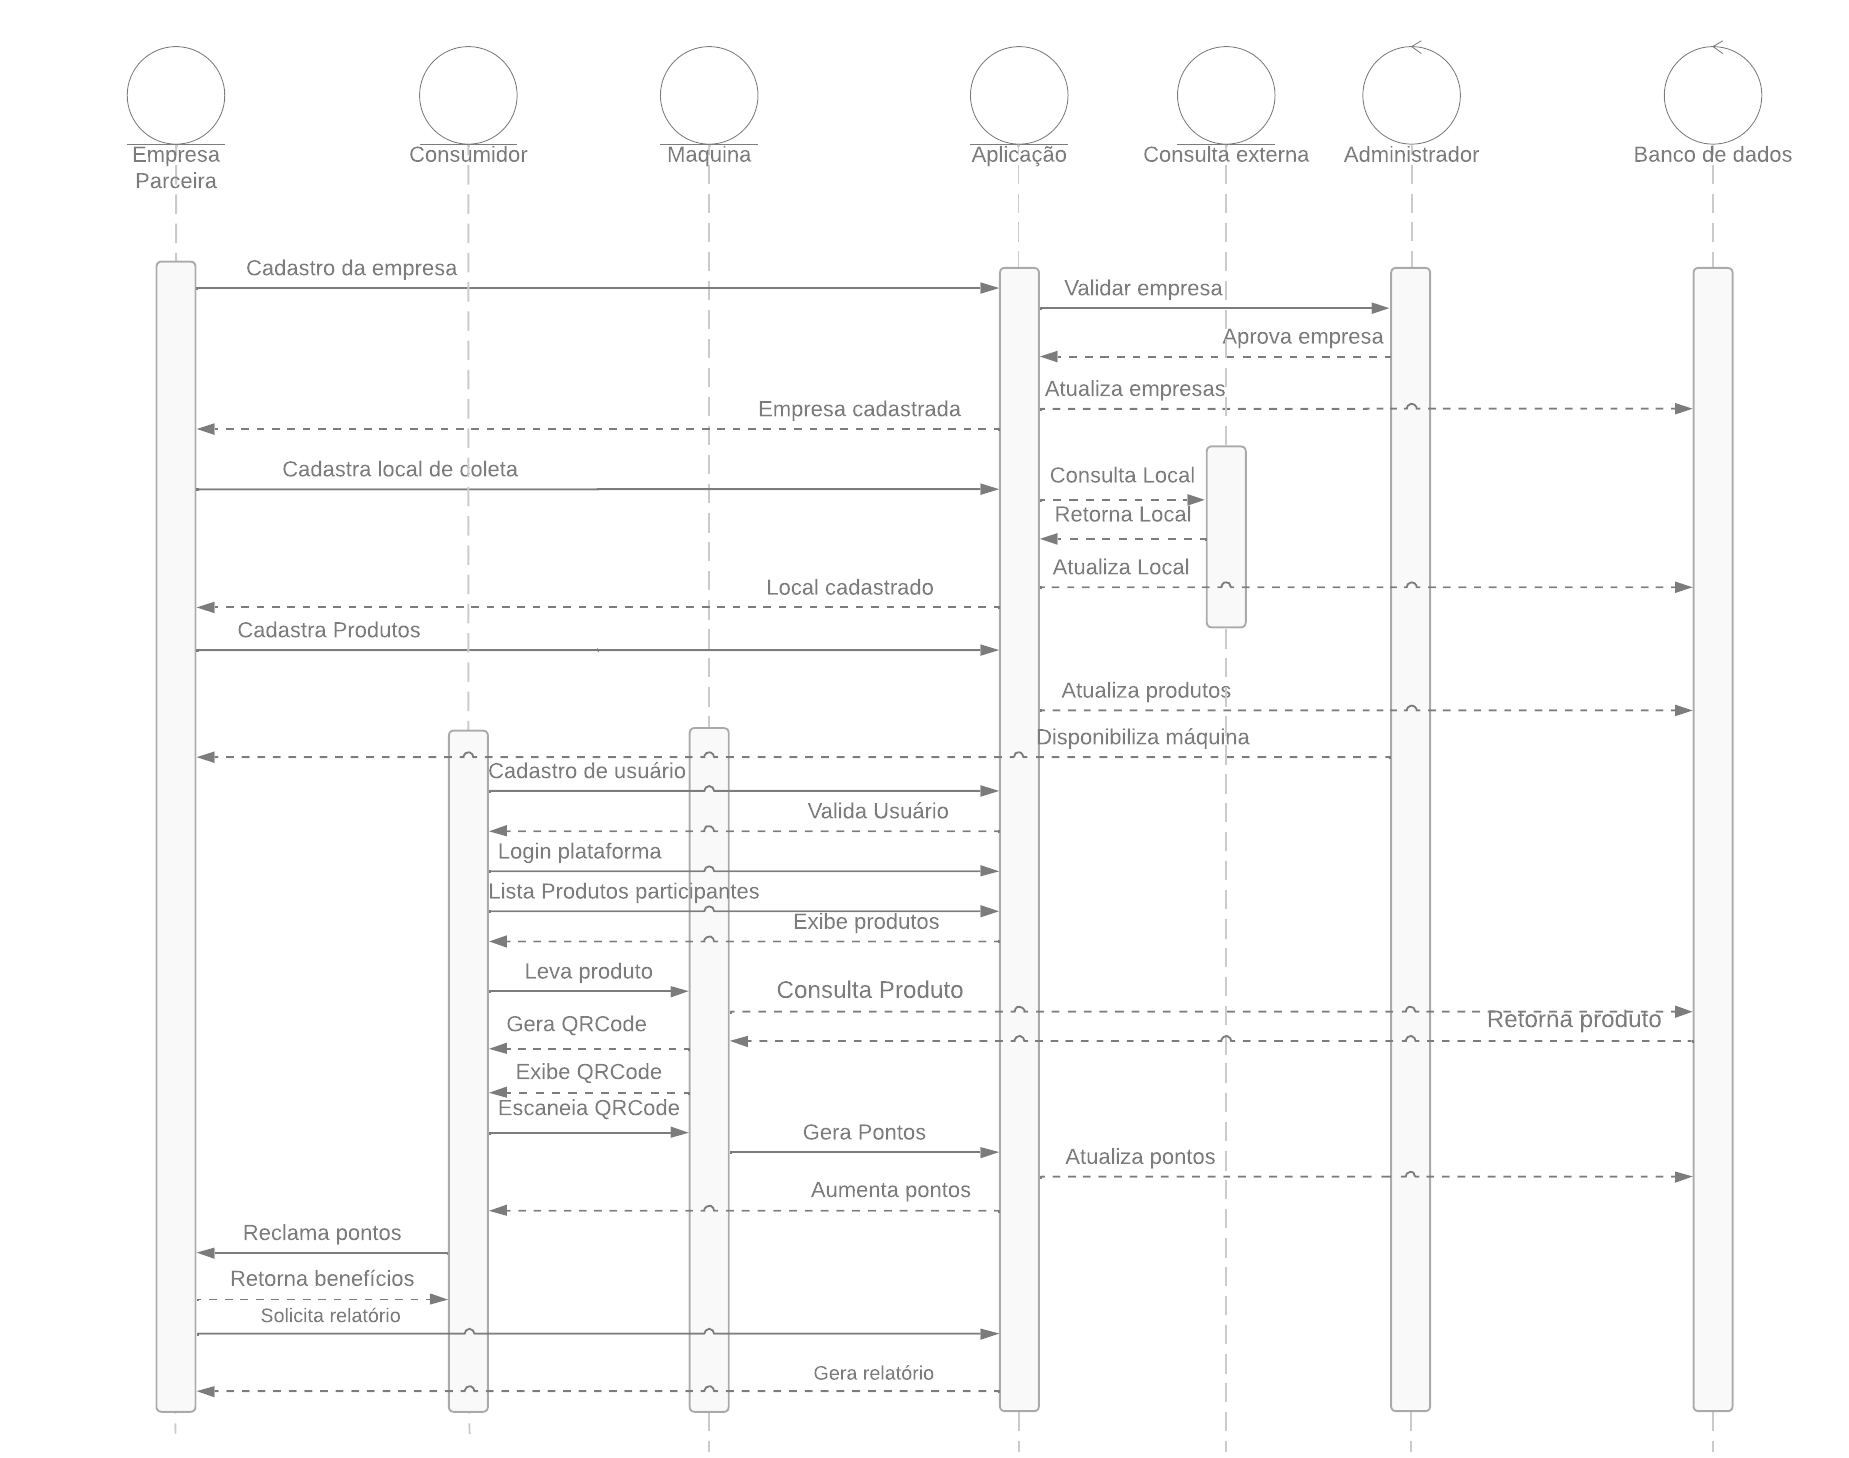 Empresa
Parceira
Consumidor
Maquina
Aplicação
Consulta externa
Administrador
Banco de dados
Cadastro da empresa
Validar empresa
Aprova empresa
Atualiza empresas
Empresa cadastrada
Cadastra local de coleta
Consulta Local
Retorna Local
Atualiza Local
Local cadastrado
Cadastra Produtos
Atualiza produtos
Disponibiliza máquina
Cadastro de usuário
Valida Usuário
Login plataforma
Lista Produtos participantes
Exibe produtos
Leva produto
Consulta Produto
Retorna produto
Gera QRCode
Exibe QRCode
Escaneia QRCode
Gera Pontos
Atualiza pontos
Aumenta pontos
Reclama pontos
Retorna benefícios
Solicita relatório
Gera relatório